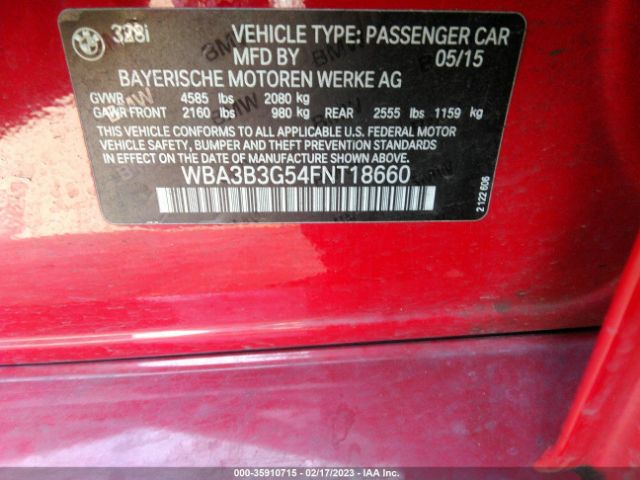 328i VEHICLE TYPE: PASSENGER CAR
MFD BY 05/15
BAYERISCHE MOTOREN WERKE AG
GVWR 4585 lbs 2080 kg
GAWR FRONT 2160 lbs 980 kg REAR 2555 lbs 1159 kg
THIS VEHICLE CONFORMS TO ALL APPLICABLE U.S. FEDERAL MOTOR
VEHICLE SAFETY, BUMPER AND THEFT PREVENTION STANDARDS
IN EFFECT ON THE DATE OF MANUFACTURE SHOWN ABOVE.
WBA3B3G54FNT18660
2 122 606
000-35910715 - 02/17/2023 - IAA Inc.